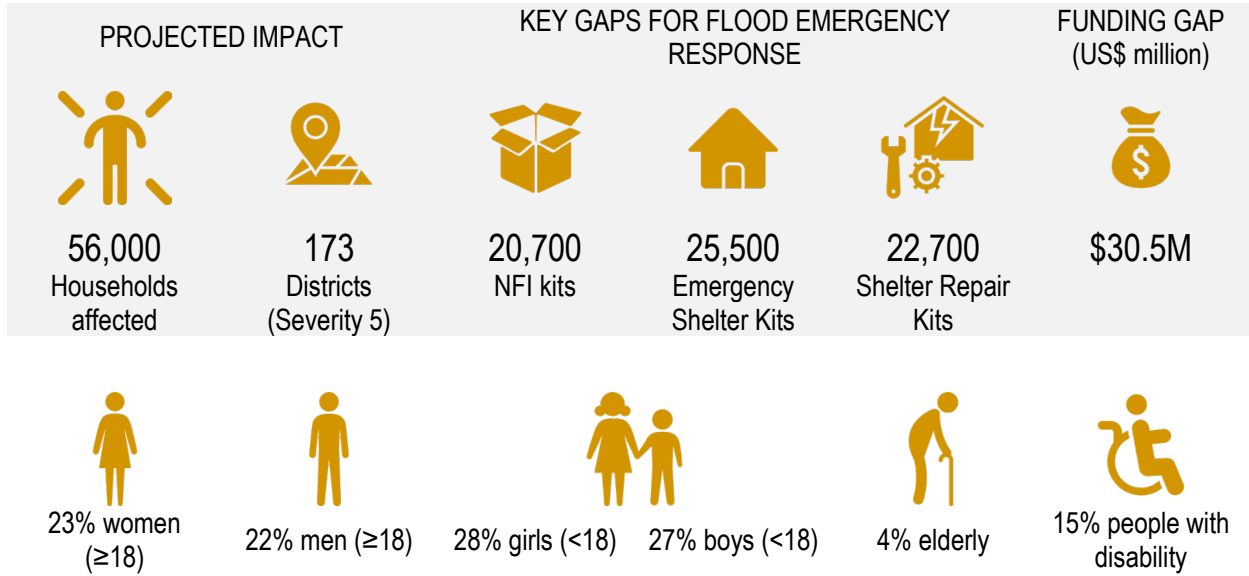 PROJECTED IMPACT
KEY GAPS FOR FLOOD EMERGENCY
RESPONSE
FUNDING GAP
(US$ million)
$
56,000
Households
affected
173
Districts
(Severity 5)
20,700
NFI kits
25,500
Emergency
Shelter Kits
22,700
Shelter Repair
Kits
$30.5M
23% women
(≥18)
22% men (≥18)
28% girls (<18)
27% boys (<18)
4% elderly
15% people with
disability